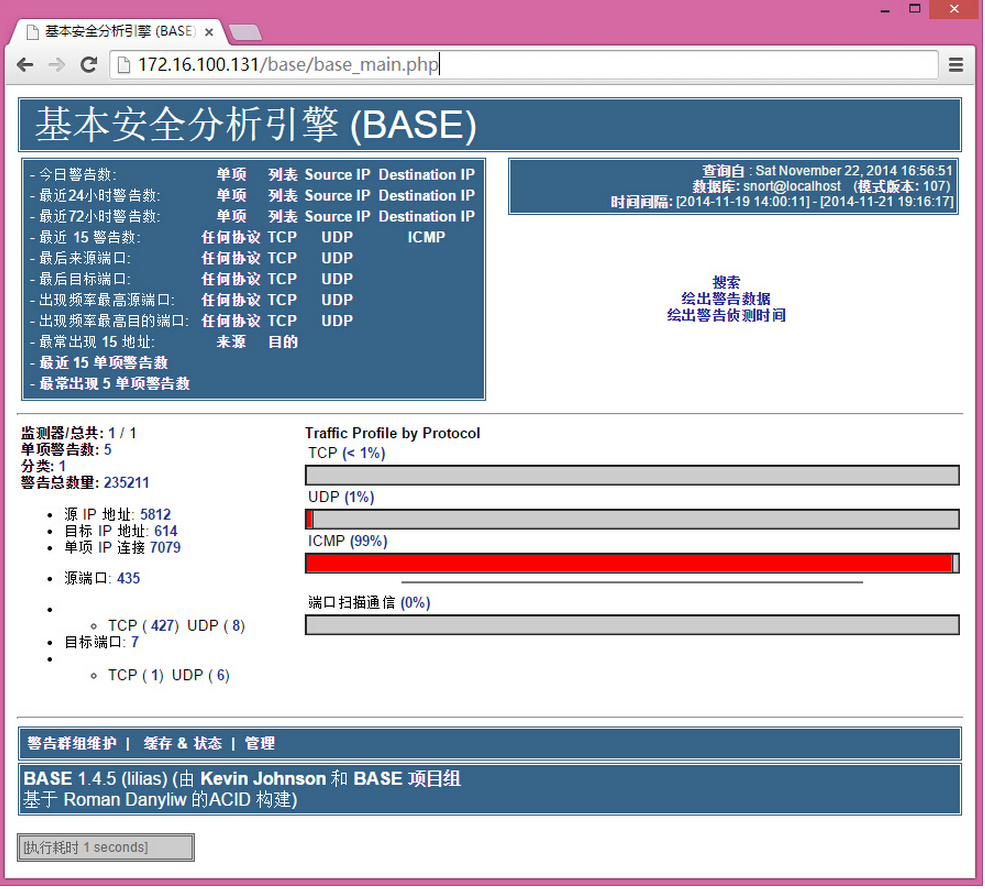 基本安全分析引擎 (BASE)
172.16.100.131/base/base_main.php
基本安全分析引擎 (BASE)
- 今日警告数: 单项 列表 Source IP Destination IP
- 最近24小时警告数: 单项 列表 Source IP Destination IP
- 最近72小时警告数: 单项 列表 Source IP Destination IP
- 最近 15 警告数: 任何协议 TCP UDP ICMP
- 最后来源端口: 任何协议 TCP UDP
- 最后目标端口: 任何协议 TCP UDP
- 出现频率最高源端口: 任何协议 TCP UDP
- 出现频率最高目的端口: 任何协议 TCP UDP
- 最常出现 15 地址: 来源 目的
- 最近 15 单项警告数
- 最常出现 5 单项警告数
查询自 : Sat November 22, 2014 16:56:51
数据库: snort@localhost (模式版本: 107)
时间间隔: [2014-11-19 14:00:11] - [2014-11-21 19:16:17]
搜索
绘出警告数据
绘出警告侦测时间
监测器/总共: 1 / 1
单项警告数: 5
分类: 1
警告总数量: 235211
源 IP 地址: 5812
目标 IP 地址: 614
单项 IP 连接 7079
源端口: 435
TCP ( 427) UDP ( 8)
目标端口: 7
TCP ( 1) UDP ( 6)
Traffic Profile by Protocol
TCP (< 1%)
UDP (1%)
ICMP (99%)
端口扫描通信 (0%)
警告群组维护 | 缓存 & 状态 | 管理
BASE 1.4.5 (lilias) (由 Kevin Johnson 和 BASE 项目组
基于 Roman Danyliw 的ACID 构建)
[执行耗时 1 seconds]